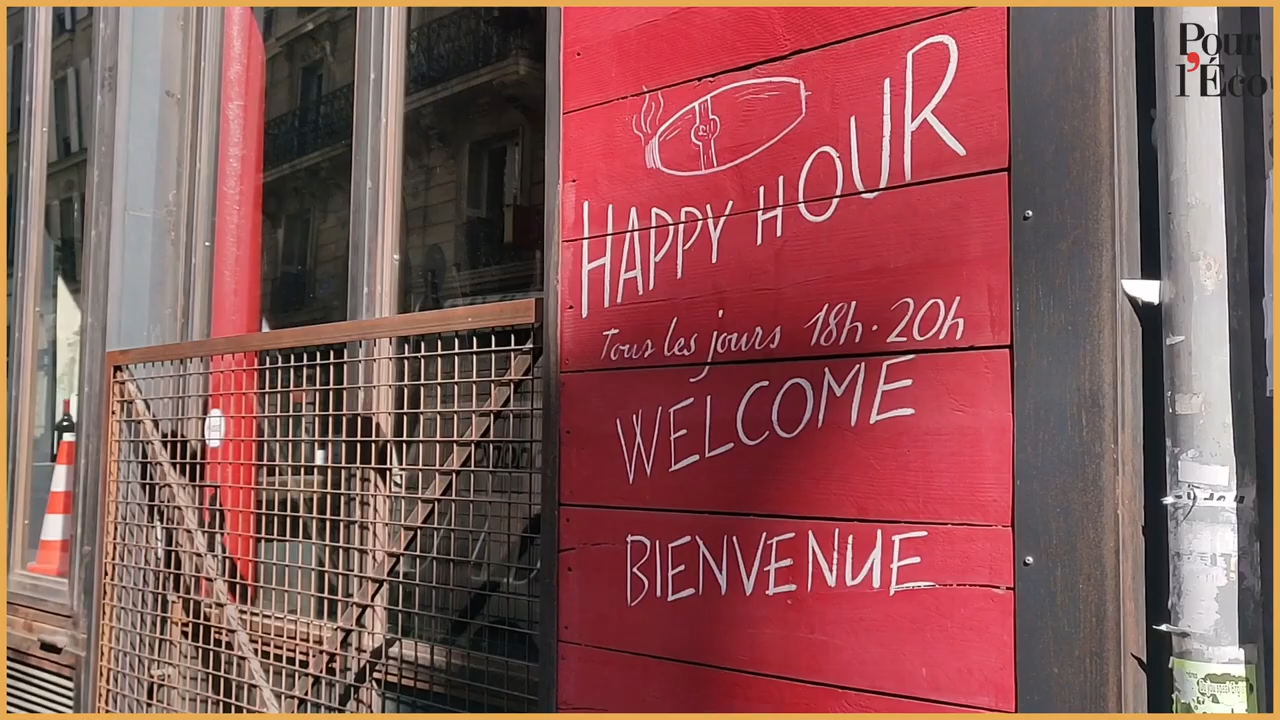 Pour
l'Éco
HAPPY HOUR
Tous les jours 18h. 20h
WELCOME
BIENVENUE